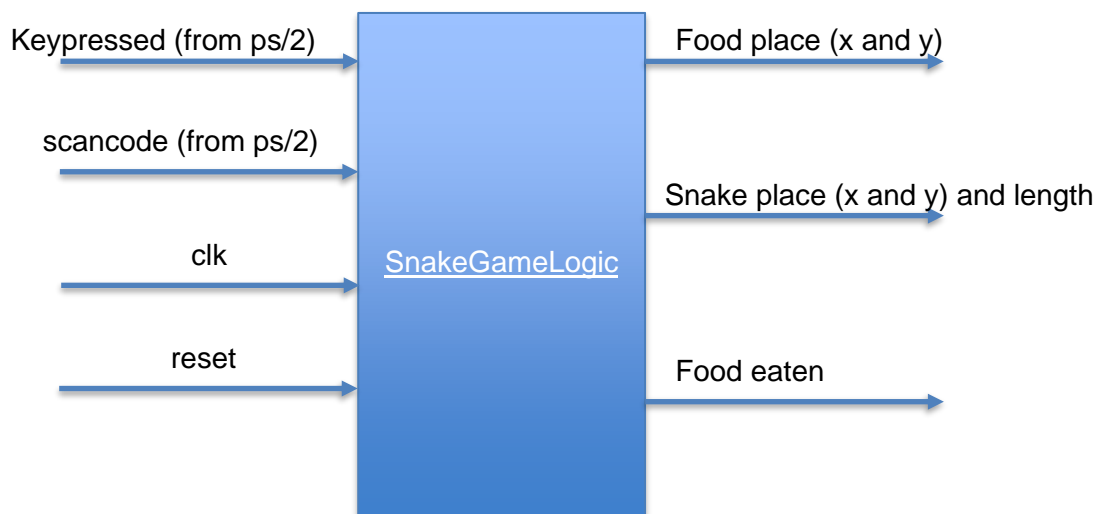 Keypressed (from ps/2)
scancode (from ps/2)
clk
reset
SnakeGameLogic
Food place (x and y)
Snake place (x and y) and length
Food eaten